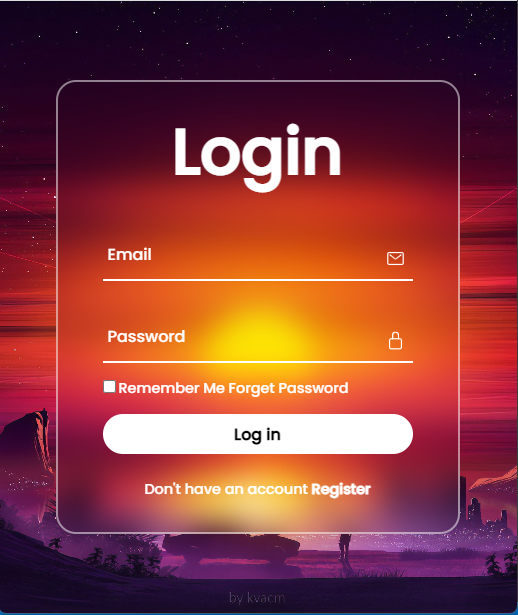 Login
Email
Password
Remember Me Forget Password
Log in
Don't have an account Register
by kvacm